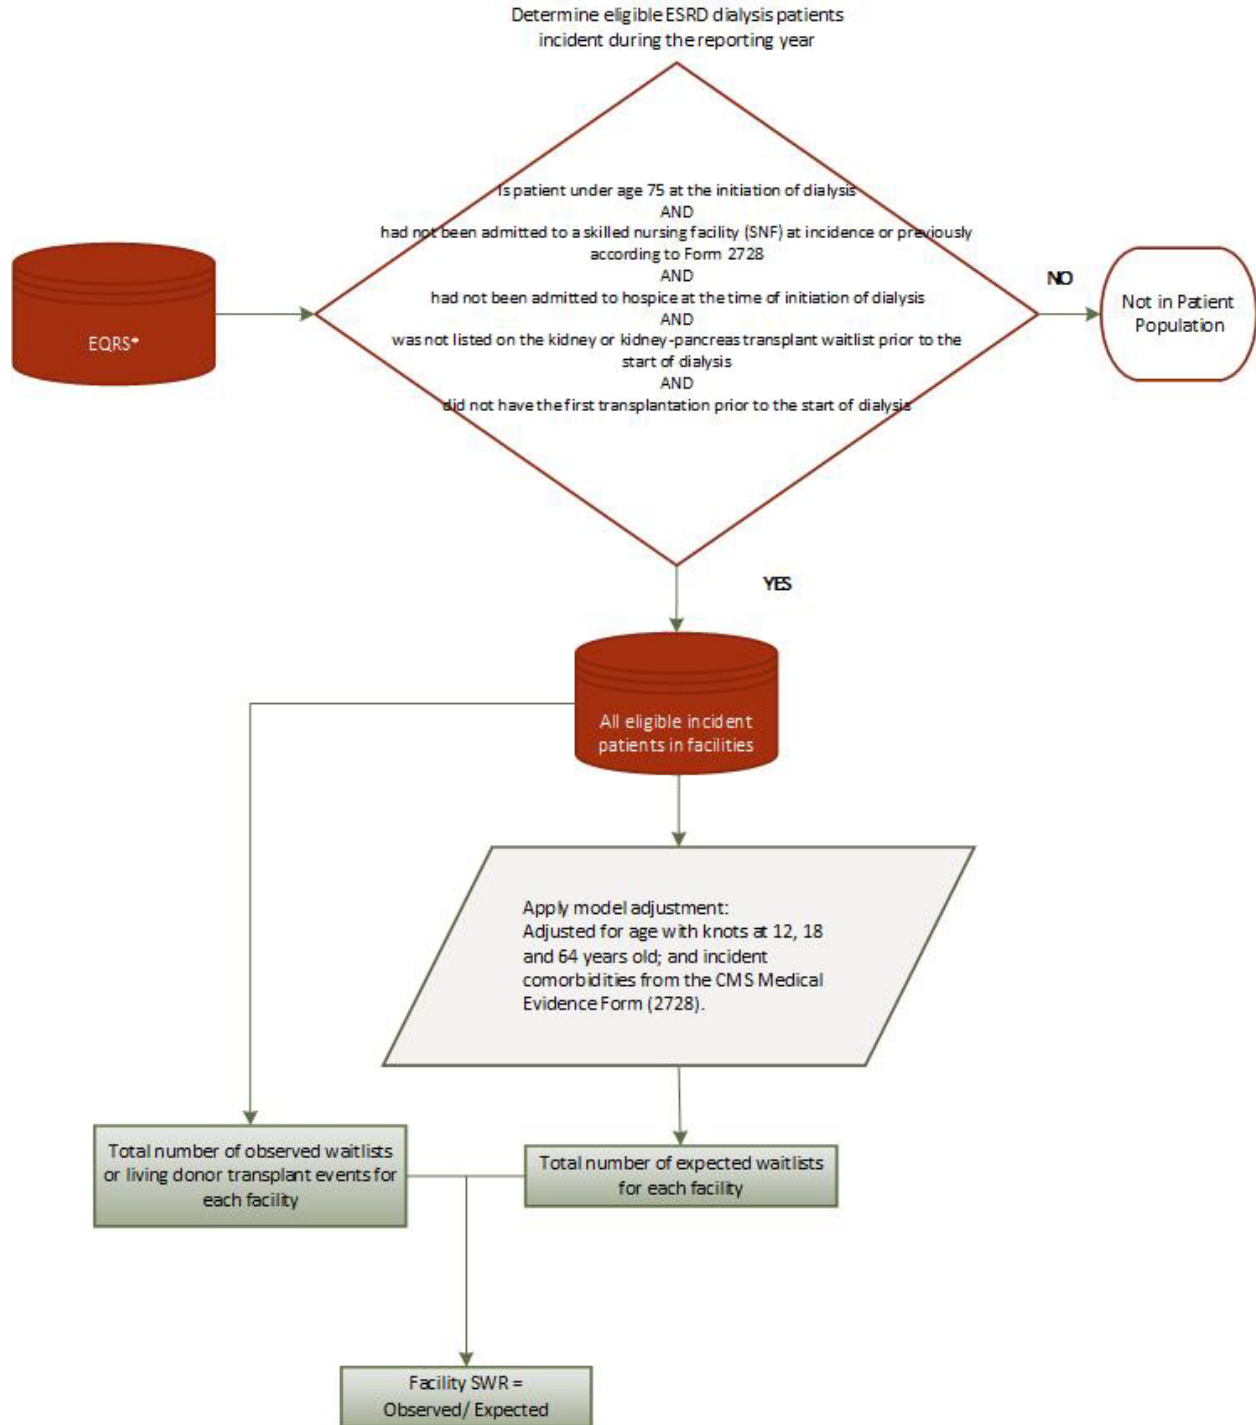 Determine eligible ESRD dialysis patients
incident during the reporting year
Is patient under age 75 at the initiation of dialysis
AND
had not been admitted to a skilled nursing facility (SNF) at incidence or previously
according to Form 2728
AND
had not been admitted to hospice at the time of initiation of dialysis
AND
was not listed on the kidney or kidney-pancreas transplant waitlist prior to the
start of dialysis
AND
did not have the first transplantation prior to the start of dialysis
EQRS*
NO
Not in Patient
Population
YES
All eligible incident
patients in facilities
Apply model adjustment:
Adjusted for age with knots at 12, 18
and 64 years old; and incident
comorbidities from the CMS Medical
Evidence Form (2728).
Total number of observed waitlists
or living donor transplant events for
each facility
Total number of expected waitlists
for each facility
Facility SWR =
Observed/ Expected